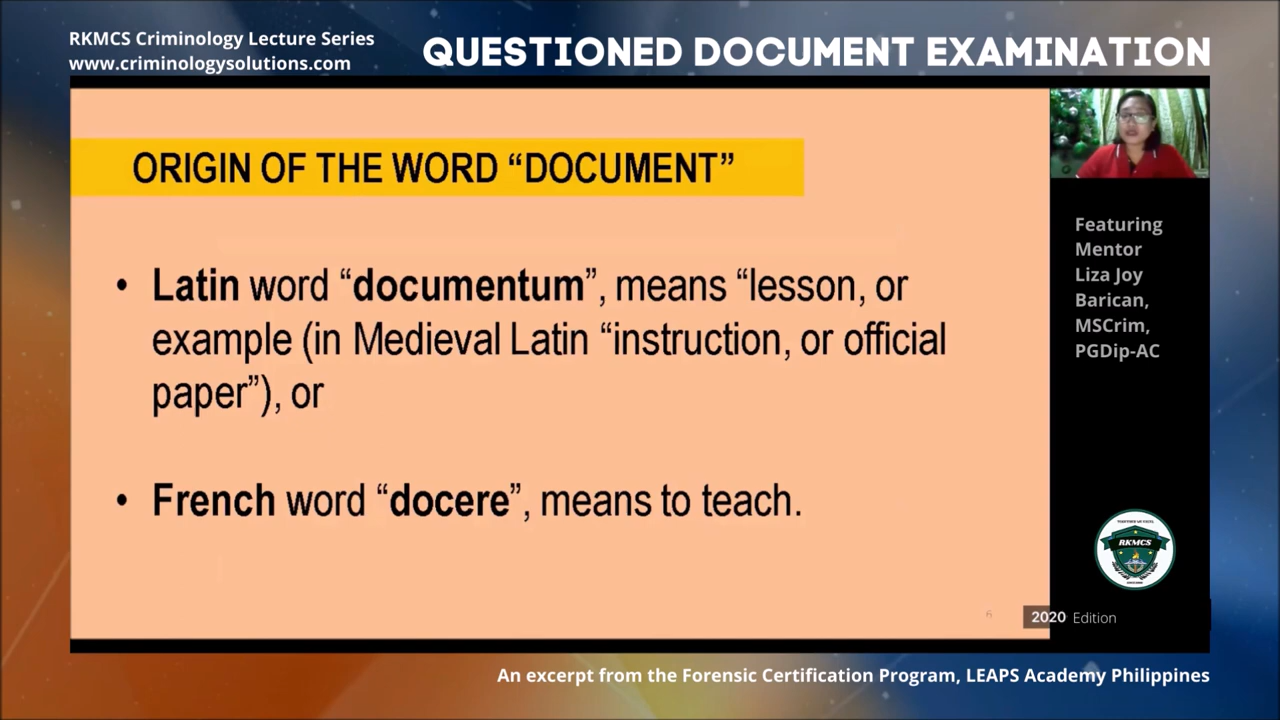 RKMCS Criminology Lecture Series
www.criminologysolutions.com
QUESTIONED DOCUMENT EXAMINATION
ORIGIN OF THE WORD “DOCUMENT”
• Latin word “documentum”, means “lesson, or
example (in Medieval Latin “instruction, or official
paper”), or
• French word “docere”, means to teach.
6
Featuring
Mentor
Liza Joy
Barican,
MSCrim,
PGDip-AC
RKMCS
2020 Edition
An excerpt from the Forensic Certification Program, LEAPS Academy Philippines